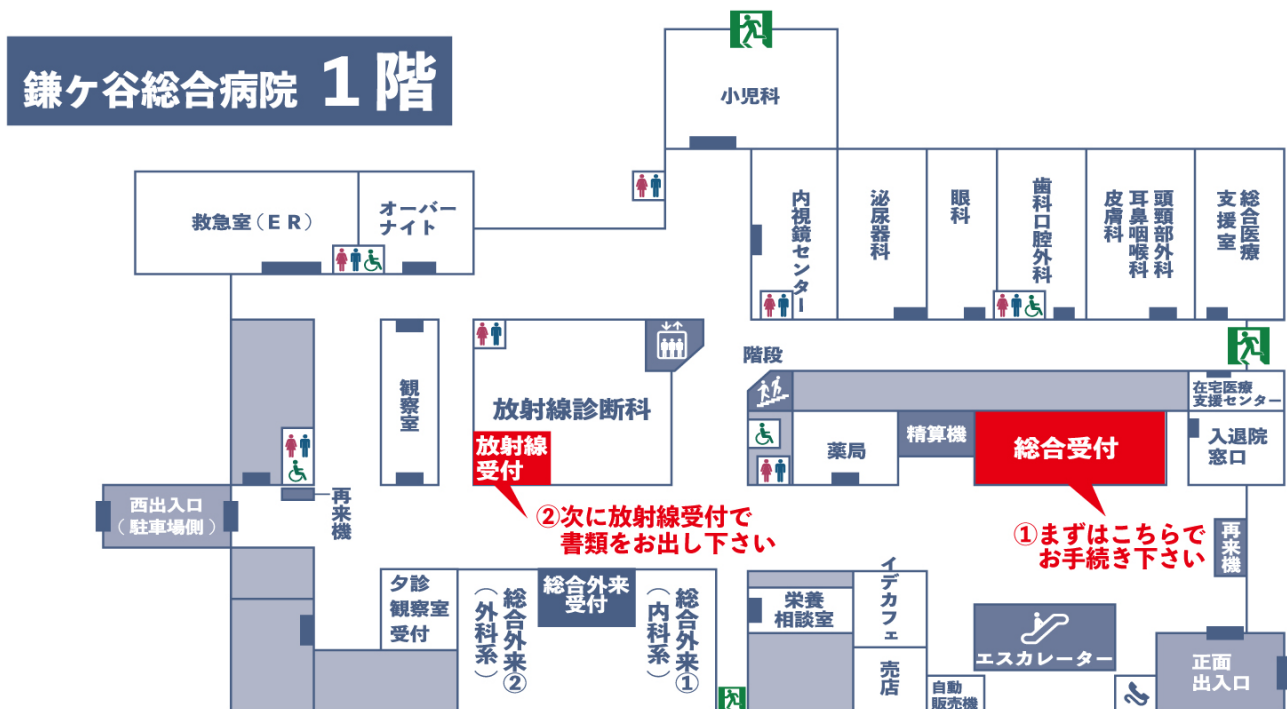 鎌ヶ谷総合病院 1階
小児科
救急室(ER)
オーバー
ナイト
内視鏡センター
泌尿器科
眼科
歯科口腔外科
頭頸部外科
耳鼻咽喉科
皮膚科
総合医療
支援室
観察室
放射線診断科
放射線
受付
階段
薬局
精算機
総合受付
在宅医療
支援センター
入退院
窓口
西出入口
(駐車場側)
再来機
②次に放射線受付で
書類をお出し下さい
①まずはこちらで
お手続き下さい
再来機
夕診
観察室
受付
総合外来②
(外科系)
総合外来
受付
総合外来①
(内科系)
栄養
相談室
イデカフェ
売店
自動
販売機
エスカレーター
正面
出入口